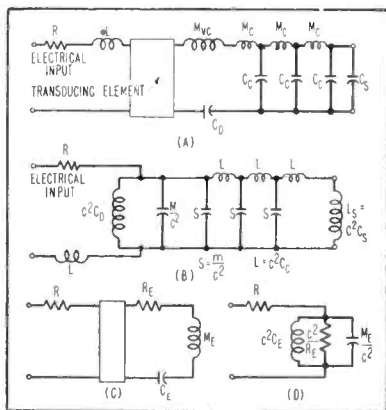 R L M_VC M_C M_C M_C
ELECTRICAL INPUT
C_C C_C C_C C_S
TRANSDUCING ELEMENT
C_D
(A)
R
ELECTRICAL INPUT
L L L
c²C_D M/c² S S S L_S = c²C_S
L
(B) S = m/c² L = c²C_C
R R_E R
M_E c²C_E c²/R_E M_E/c²
C_E
(C) (D)